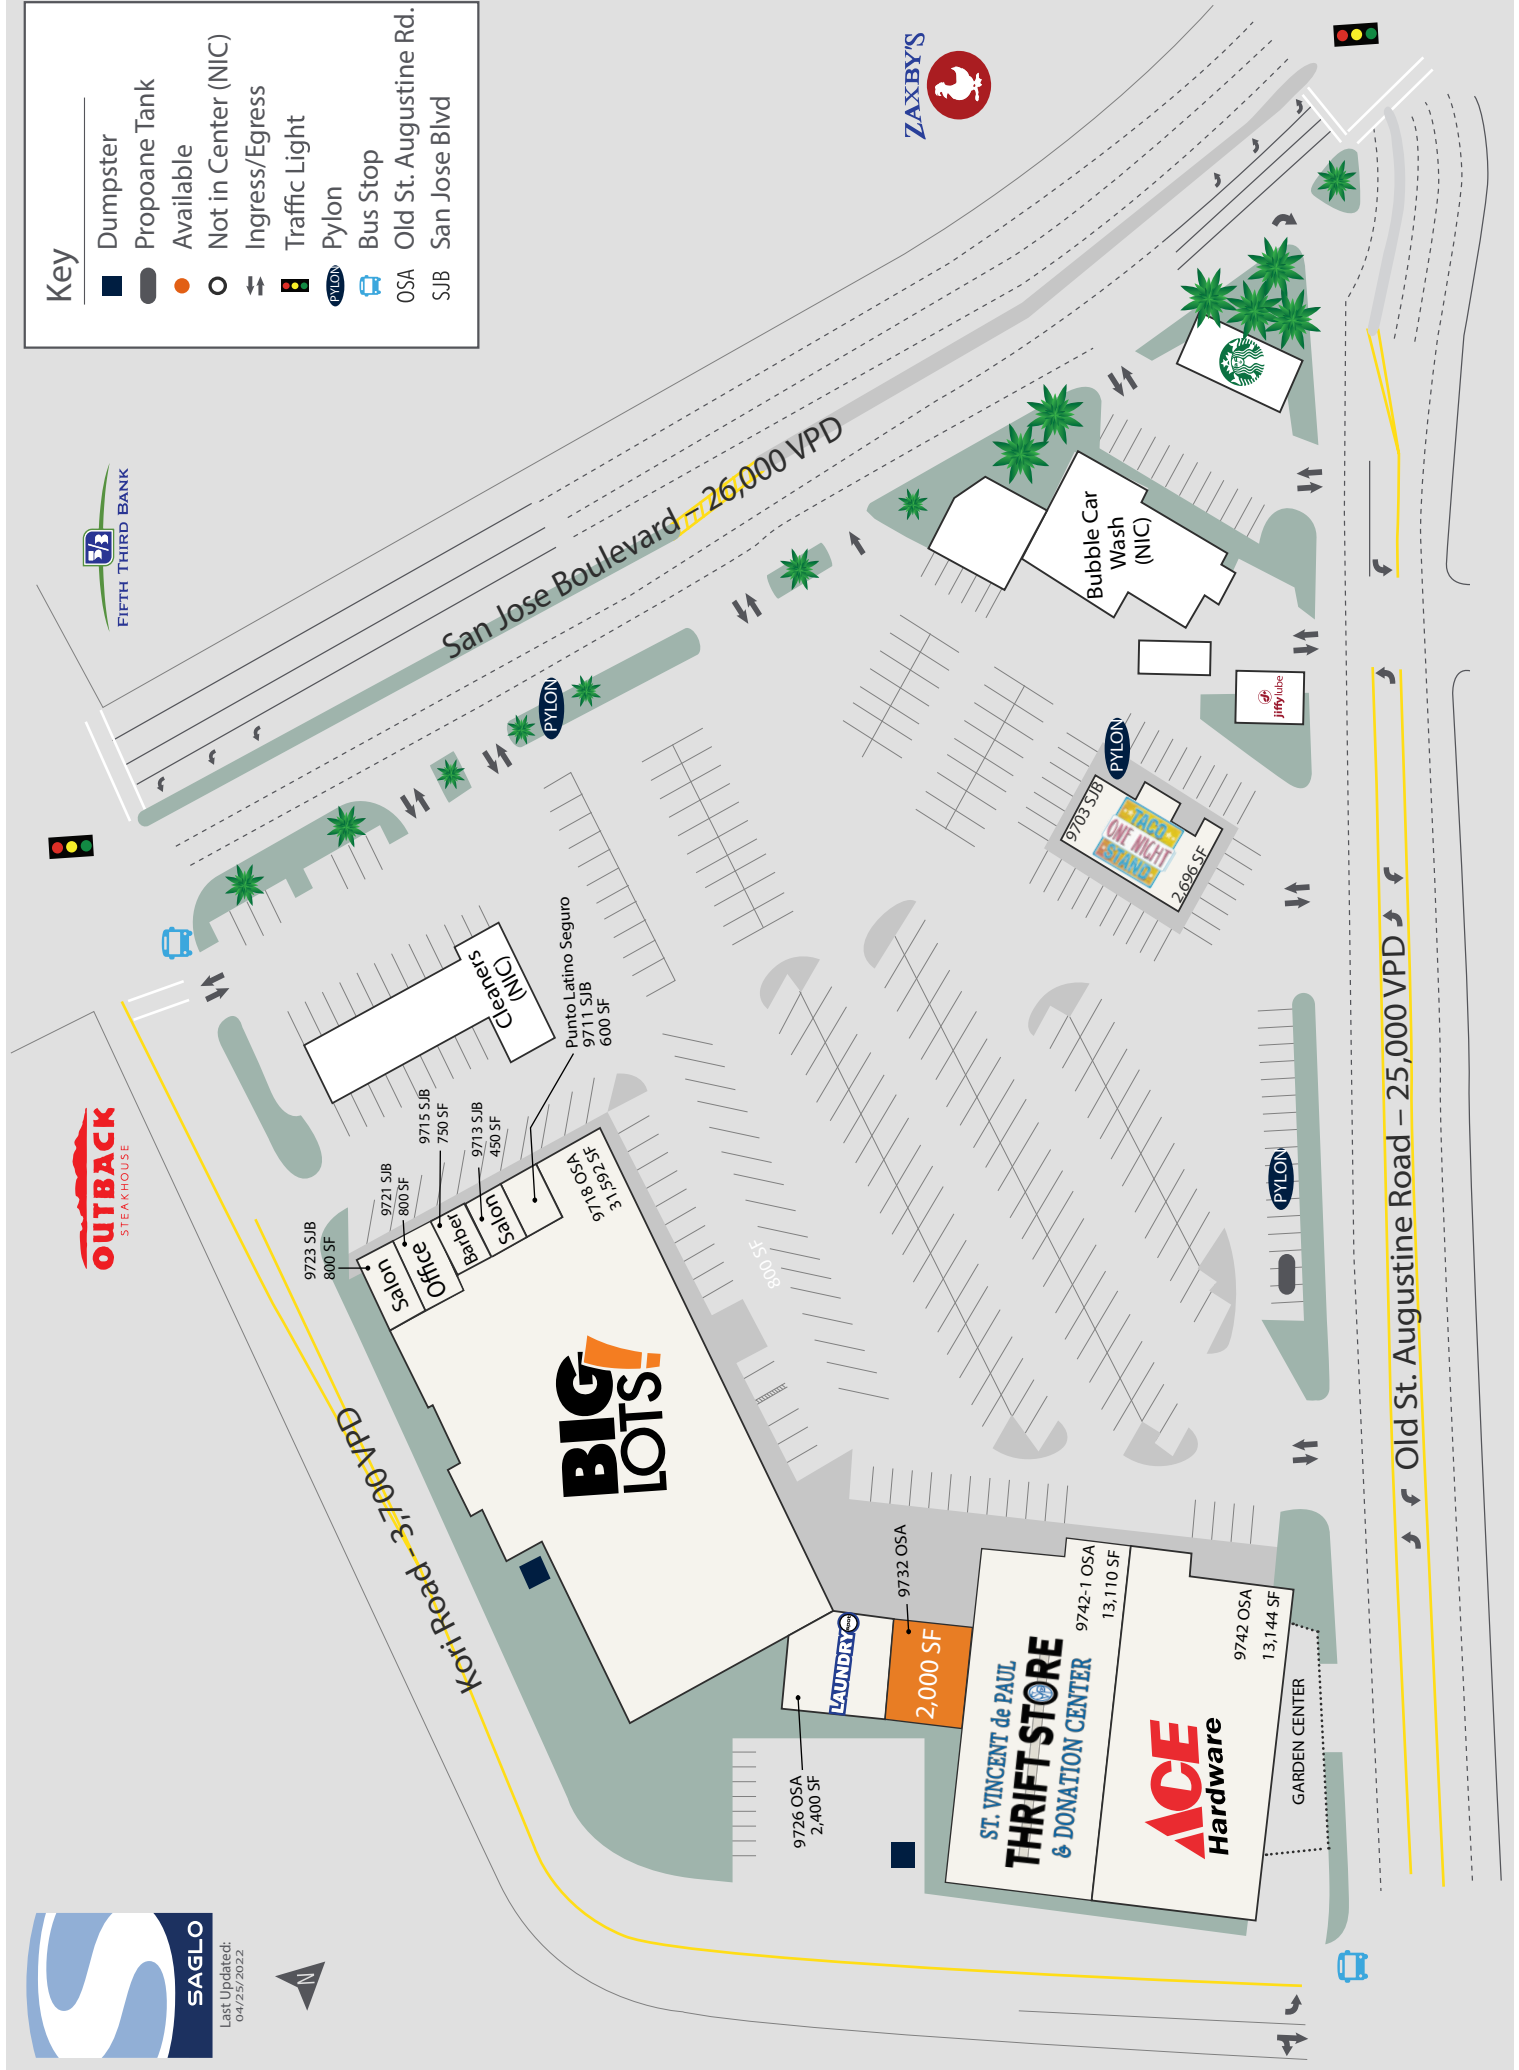 Key
Dumpster
Propoane Tank
Available
Not in Center (NIC)
Ingress/Egress
Traffic Light
PYLON Pylon
Bus Stop
OSA Old St. Augustine Rd.
SJB San Jose Blvd
SAGLO
Last Updated:
04/25/2022
N
OUTBACK
STEAKHOUSE
5/3
FIFTH THIRD BANK
ZAXBY'S
Kori Road - 3,700 VPD
San Jose Boulevard – 26,000 VPD
Old St. Augustine Road – 25,000 VPD
9723 SJB
800 SF
Salon
9721 SJB
800 SF
Office
9715 SJB
750 SF
Barber
9713 SJB
450 SF
Salon
Punto Latino Seguro
9711 SJB
600 SF
Cleaners
(NIC)
9718 OSA
31,592 SF
BIG
LOTS!
800 SF
PYLON
9726 OSA
2,400 SF
LAUNDRY
9732 OSA
2,000 SF
ST. VINCENT de PAUL
THRIFT STORE
& DONATION CENTER
9742-1 OSA
13,110 SF
ACE
Hardware
9742 OSA
13,144 SF
GARDEN CENTER
PYLON
9703 SJB
TACO
ONE NIGHT
STAND
2,696 SF
PYLON
jiffylube
Bubble Car
Wash
(NIC)